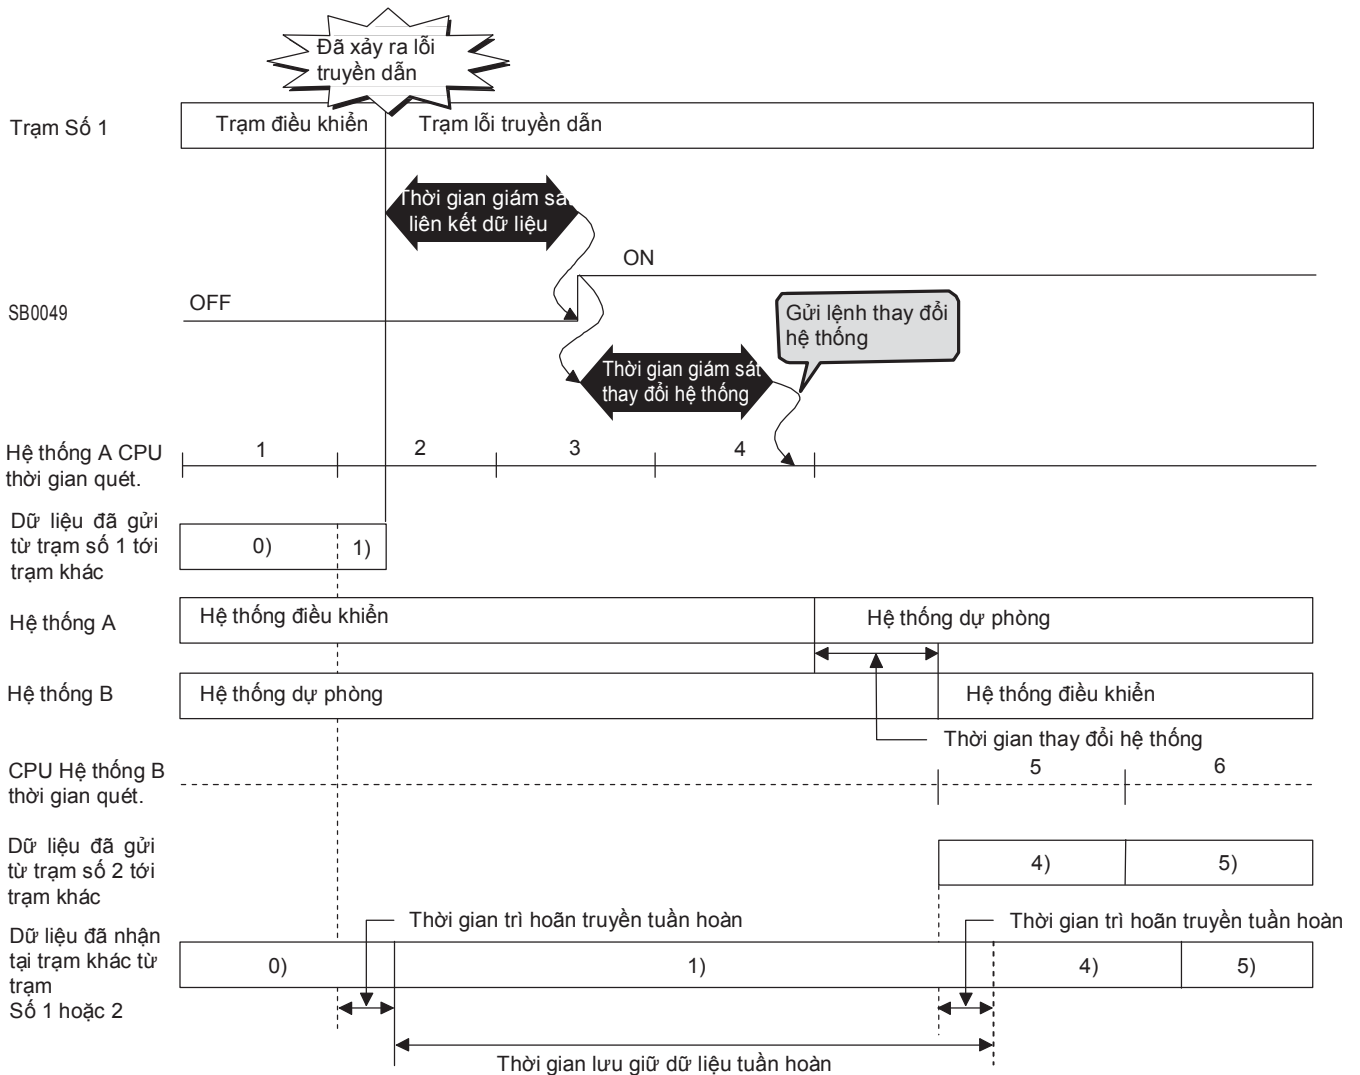 Đã xảy ra lỗi
truyền dẫn
Trạm Số 1
Trạm điều khiển
Trạm lỗi truyền dẫn
Thời gian giám sát
liên kết dữ liệu
ON
SB0049
OFF
Gửi lệnh thay đổi
hệ thống
Thời gian giám sát
thay đổi hệ thống
Hệ thống A CPU
thời gian quét.
1
2
3
4
Dữ liệu đã gửi
từ trạm số 1 tới
trạm khác
0)
1)
Hệ thống A
Hệ thống điều khiển
Hệ thống dự phòng
Hệ thống B
Hệ thống dự phòng
Hệ thống điều khiển
Thời gian thay đổi hệ thống
CPU Hệ thống B
thời gian quét.
5
6
Dữ liệu đã gửi
từ trạm số 2 tới
trạm khác
4)
5)
Thời gian trì hoãn truyền tuần hoàn
Thời gian trì hoãn truyền tuần hoàn
Dữ liệu đã nhận
tại trạm khác từ
trạm
Số 1 hoặc 2
0)
1)
4)
5)
Thời gian lưu giữ dữ liệu tuần hoàn